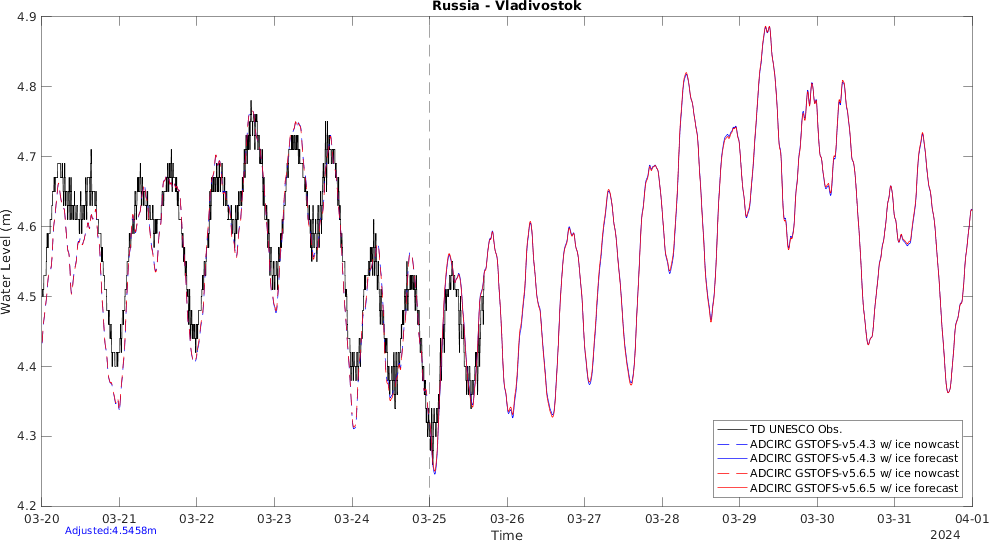 Russia - Vladivostok
4.9
4.8
4.7
4.6
4.5
4.4
4.3
4.2
Water Level (m)
TD UNESCO Obs.
ADCIRC GSTOFS-v5.4.3 w/ ice nowcast
ADCIRC GSTOFS-v5.4.3 w/ ice forecast
ADCIRC GSTOFS-v5.6.5 w/ ice nowcast
ADCIRC GSTOFS-v5.6.5 w/ ice forecast
03-20 03-21 03-22 03-23 03-24 03-25 03-26 03-27 03-28 03-29 03-30 03-31 04-01
Adjusted:4.5458m
Time
2024